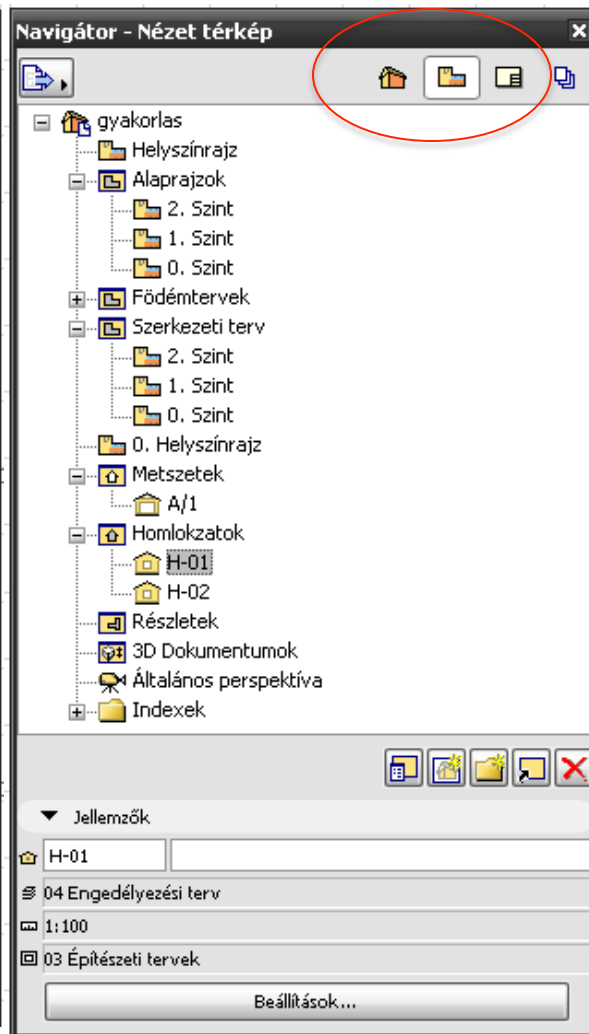 Navigátor - Nézet térkép
gyakorlas
Helyszínrajz
Alaprajzok
2. Szint
1. Szint
0. Szint
Födémtervek
Szerkezeti terv
2. Szint
1. Szint
0. Szint
0. Helyszínrajz
Metszetek
A/1
Homlokzatok
H-01
H-02
Részletek
3D Dokumentumok
Általános perspektíva
Indexek
Jellemzők
H-01
04 Engedélyezési terv
1:100
03 Építészeti tervek
Beállítások...